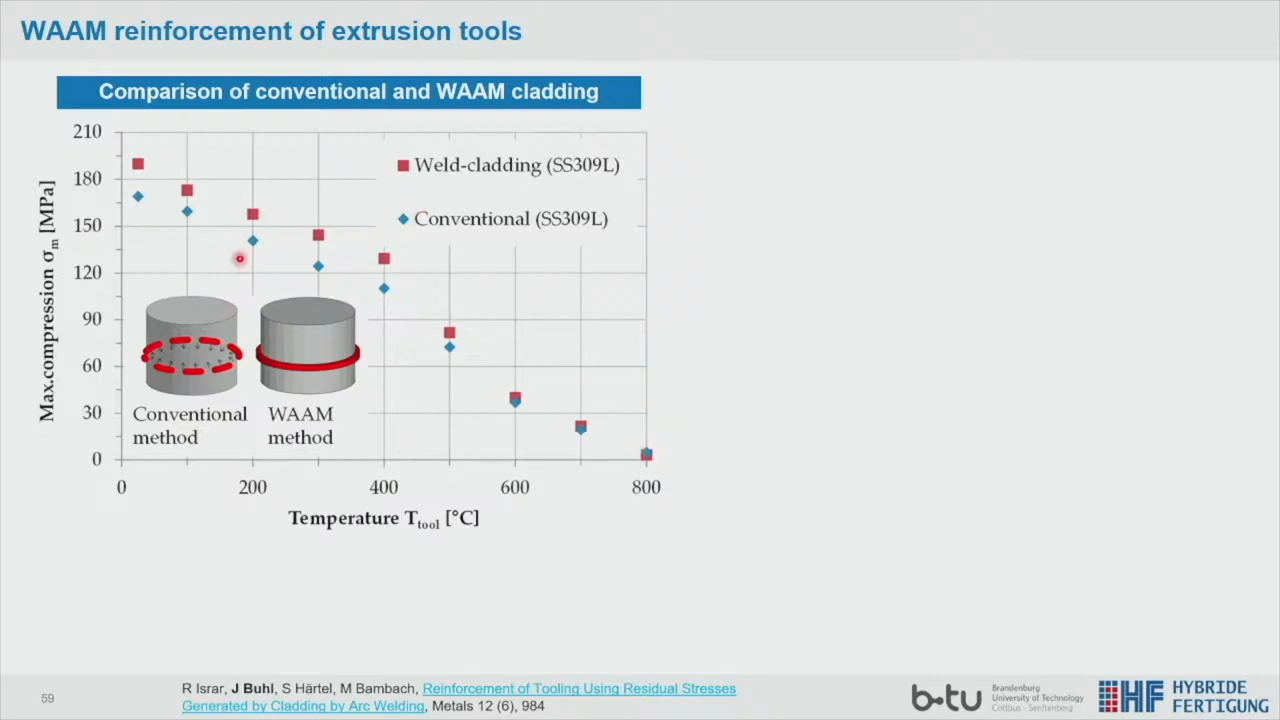 WAAM reinforcement of extrusion tools
Comparison of conventional and WAAM cladding
210
180
150
120
90
60
30
0
Max.compression σm [MPa]
Weld-cladding (SS309L)
Conventional (SS309L)
Conventional method
WAAM method
0 200 400 600 800
Temperature Ttool [°C]
59
R Israr, J Buhl, S Härtel, M Bambach, Reinforcement of Tooling Using Residual Stresses
Generated by Cladding by Arc Welding, Metals 12 (6), 984
b-tu
Brandenburg
University of Technology
Cottbus - Senftenberg
HF
HYBRIDE
FERTIGUNG